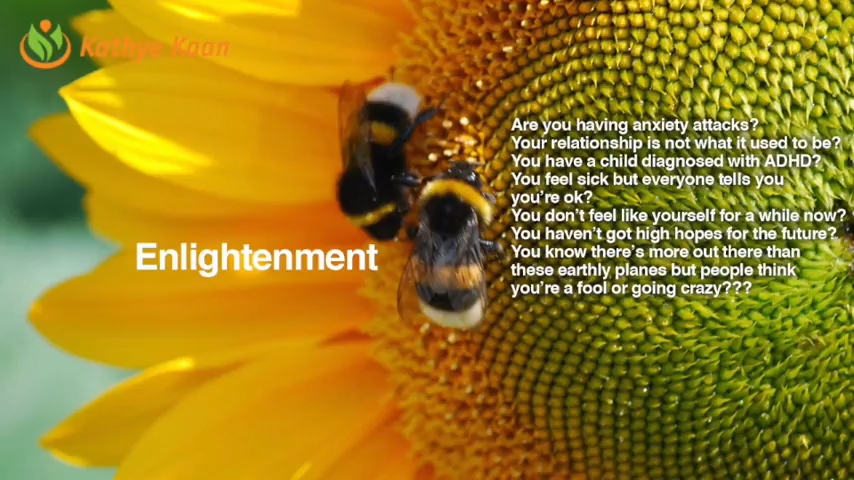 Kathye Kaan
Are you having anxiety attacks?
Your relationship is not what it used to be?
You have a child diagnosed with ADHD?
You feel sick but everyone tells you
you're ok?
You don't feel like yourself for a while now?
You haven't got high hopes for the future?
You know there's more out there than
these earthly planes but people think
you're a fool or going crazy???
Enlightenment